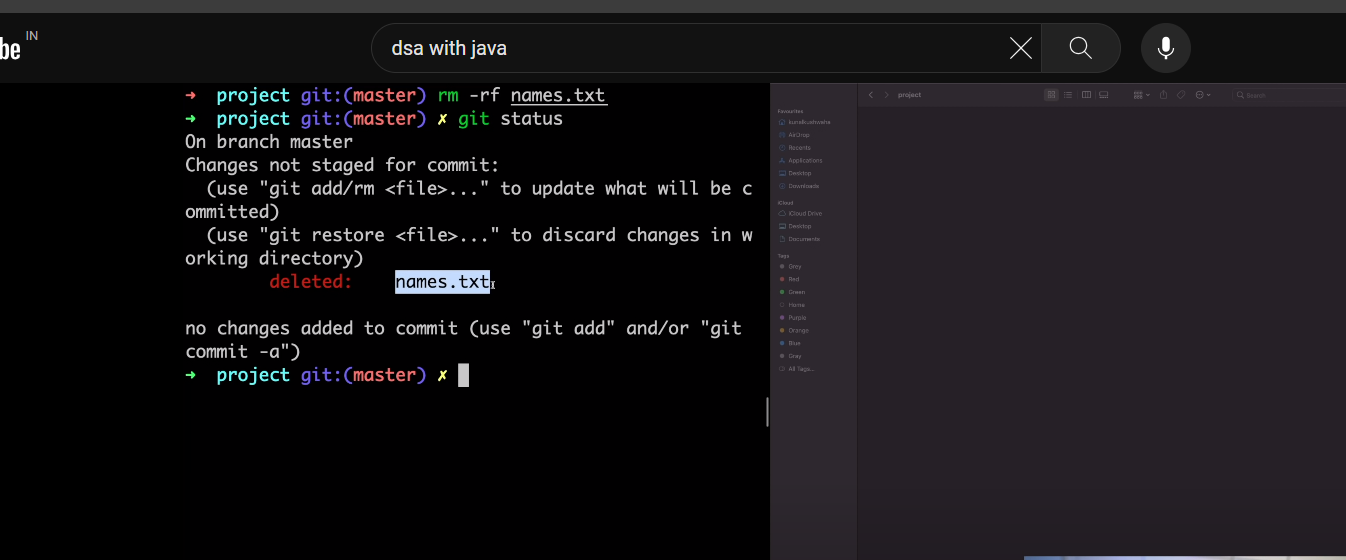 be IN
dsa with java
→ project git:(master) rm -rf names.txt
→ project git:(master) ✗ git status
On branch master
Changes not staged for commit:
(use "git add/rm <file>..." to update what will be c
ommitted)
(use "git restore <file>..." to discard changes in w
orking directory)
deleted: names.txt
no changes added to commit (use "git add" and/or "git
commit -a")
→ project git:(master) ✗
project
Search
Favourites
kunalkushwaha
AirDrop
Recents
Applications
Desktop
Downloads
iCloud
iCloud Drive
Desktop
Documents
Tags
Grey
Red
Green
Home
Purple
Orange
Blue
Gray
All Tags...